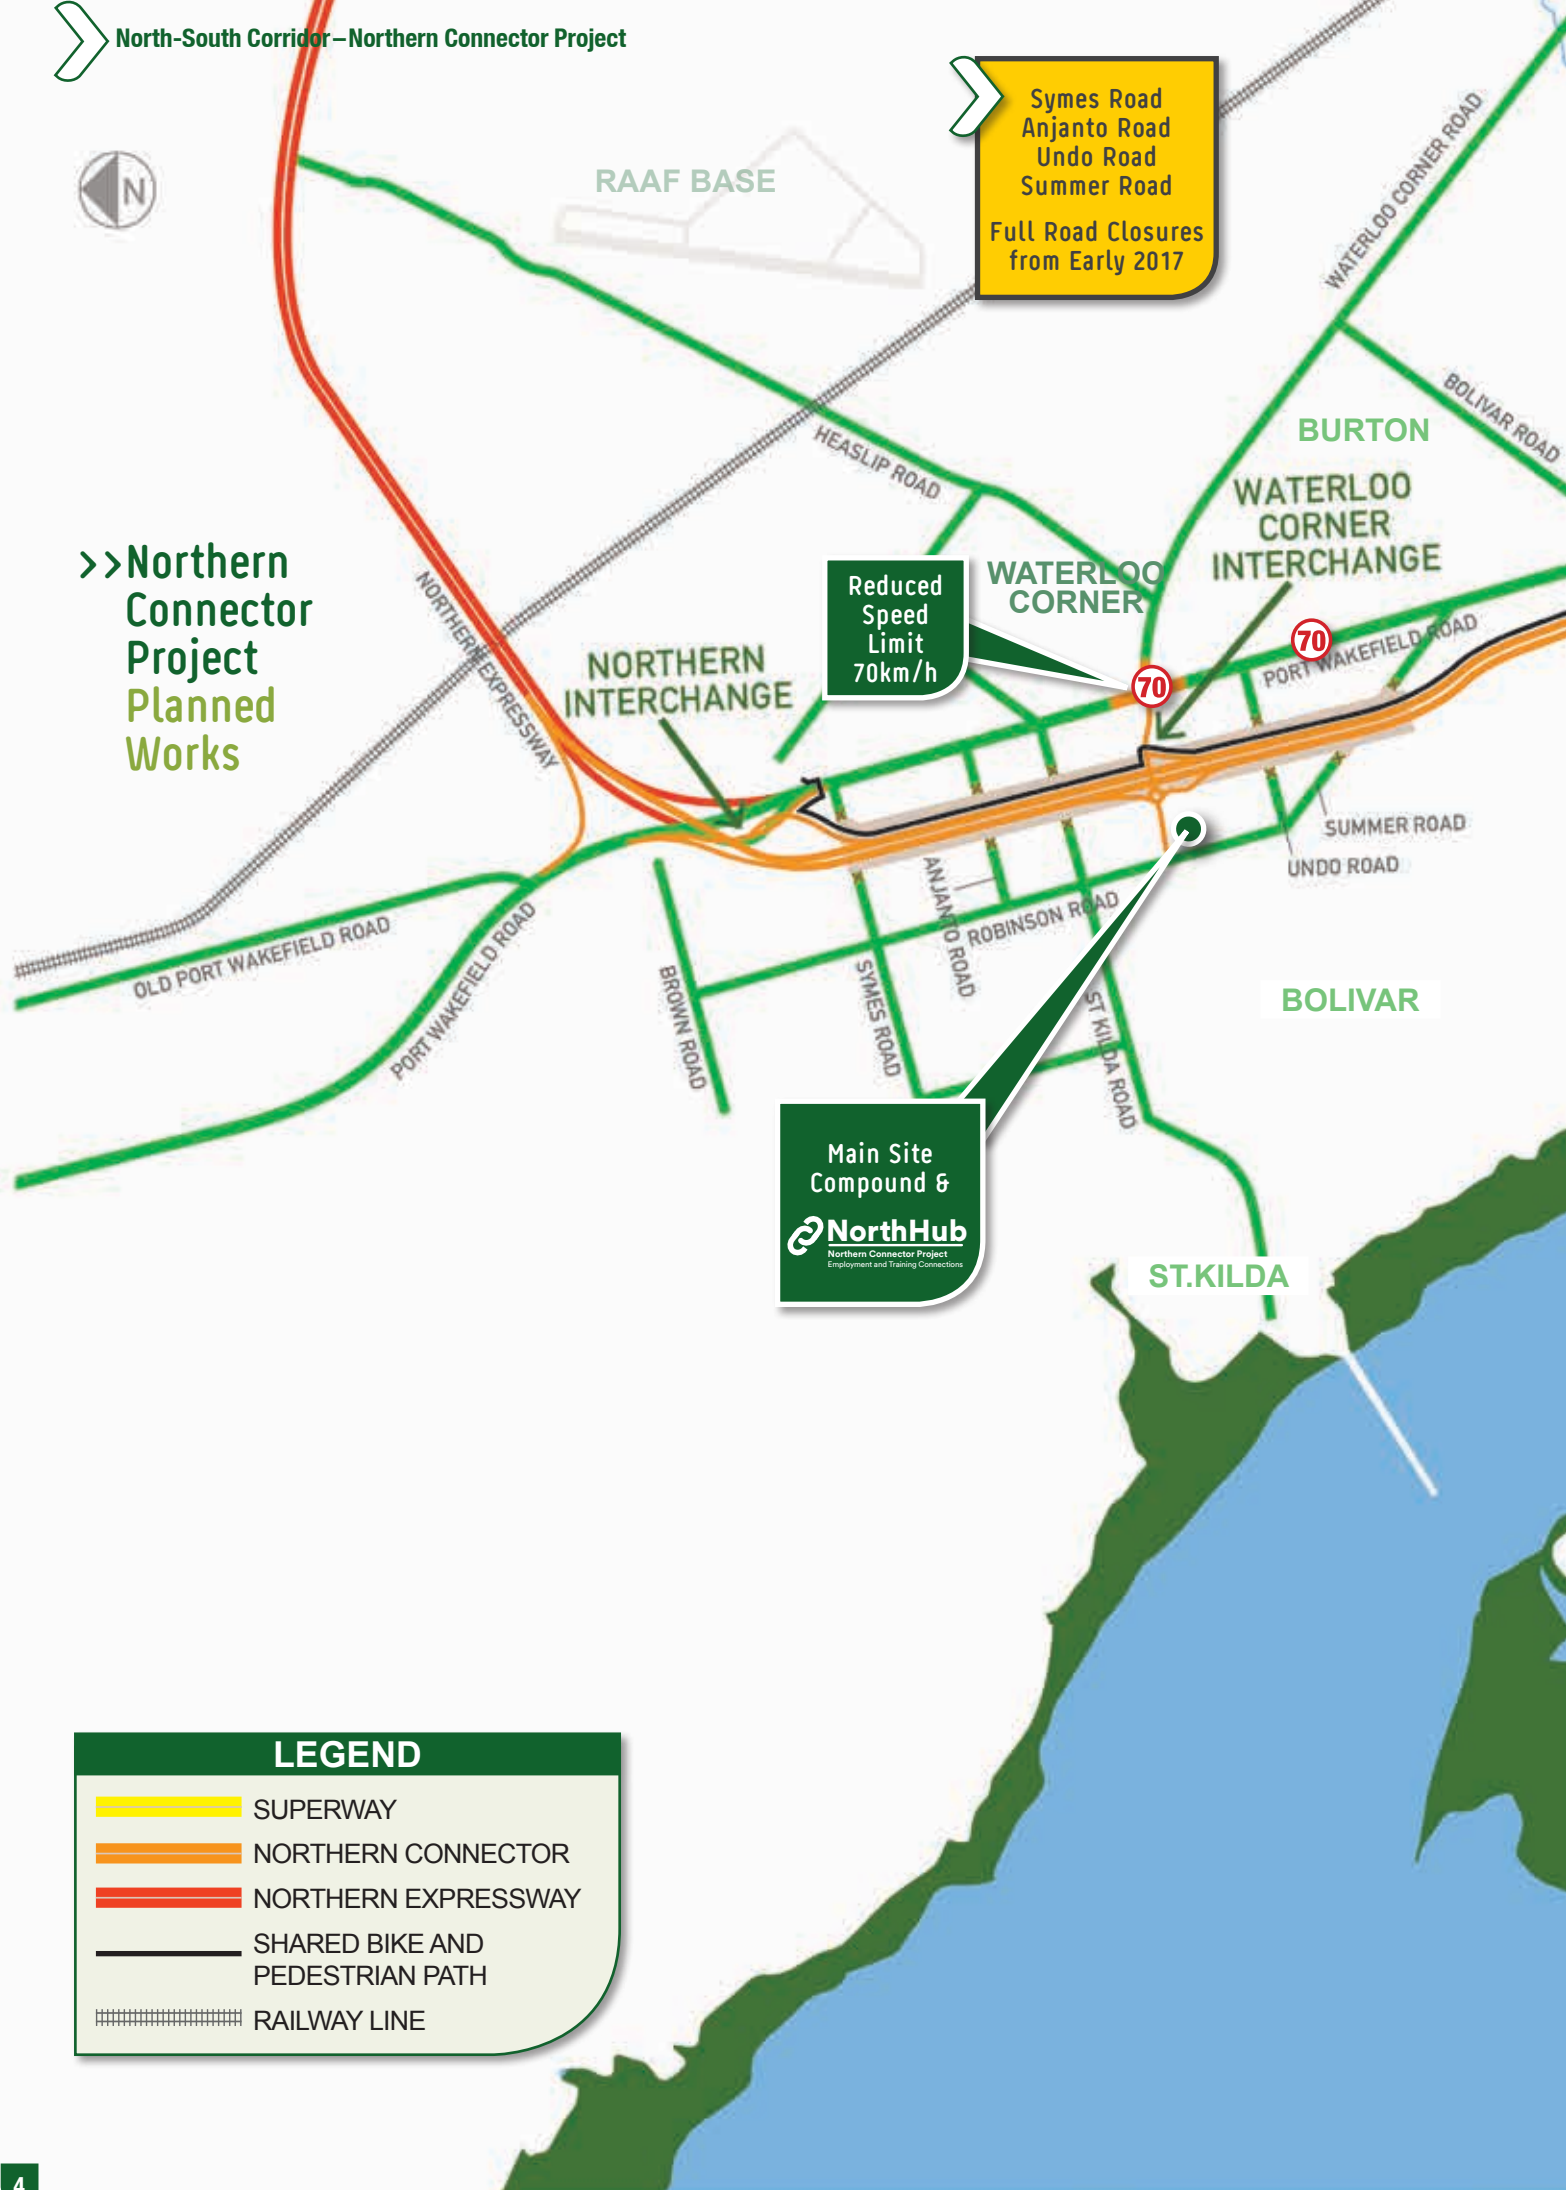 North-South Corridor – Northern Connector Project
Symes Road
Anjanto Road
Undo Road
Summer Road
Full Road Closures
from Early 2017
N
RAAF BASE
WATERLOO CORNER ROAD
BOLIVAR ROAD
BURTON
HEASLIP ROAD
WATERLOO
CORNER
INTERCHANGE
>>Northern
Connector
Project
Planned
Works
Reduced
Speed
Limit
70km/h
WATERLOO
CORNER
NORTHERN EXPRESSWAY
NORTHERN
INTERCHANGE
70
70
PORT WAKEFIELD ROAD
SUMMER ROAD
UNDO ROAD
ANJANTO ROAD
ROBINSON ROAD
OLD PORT WAKEFIELD ROAD
PORT WAKEFIELD ROAD
BROWN ROAD
SYMES ROAD
ST KILDA ROAD
BOLIVAR
Main Site
Compound &
NorthHub
Northern Connector Project
Employment and Training Connections
ST.KILDA
LEGEND
SUPERWAY
NORTHERN CONNECTOR
NORTHERN EXPRESSWAY
SHARED BIKE AND
PEDESTRIAN PATH
RAILWAY LINE
4